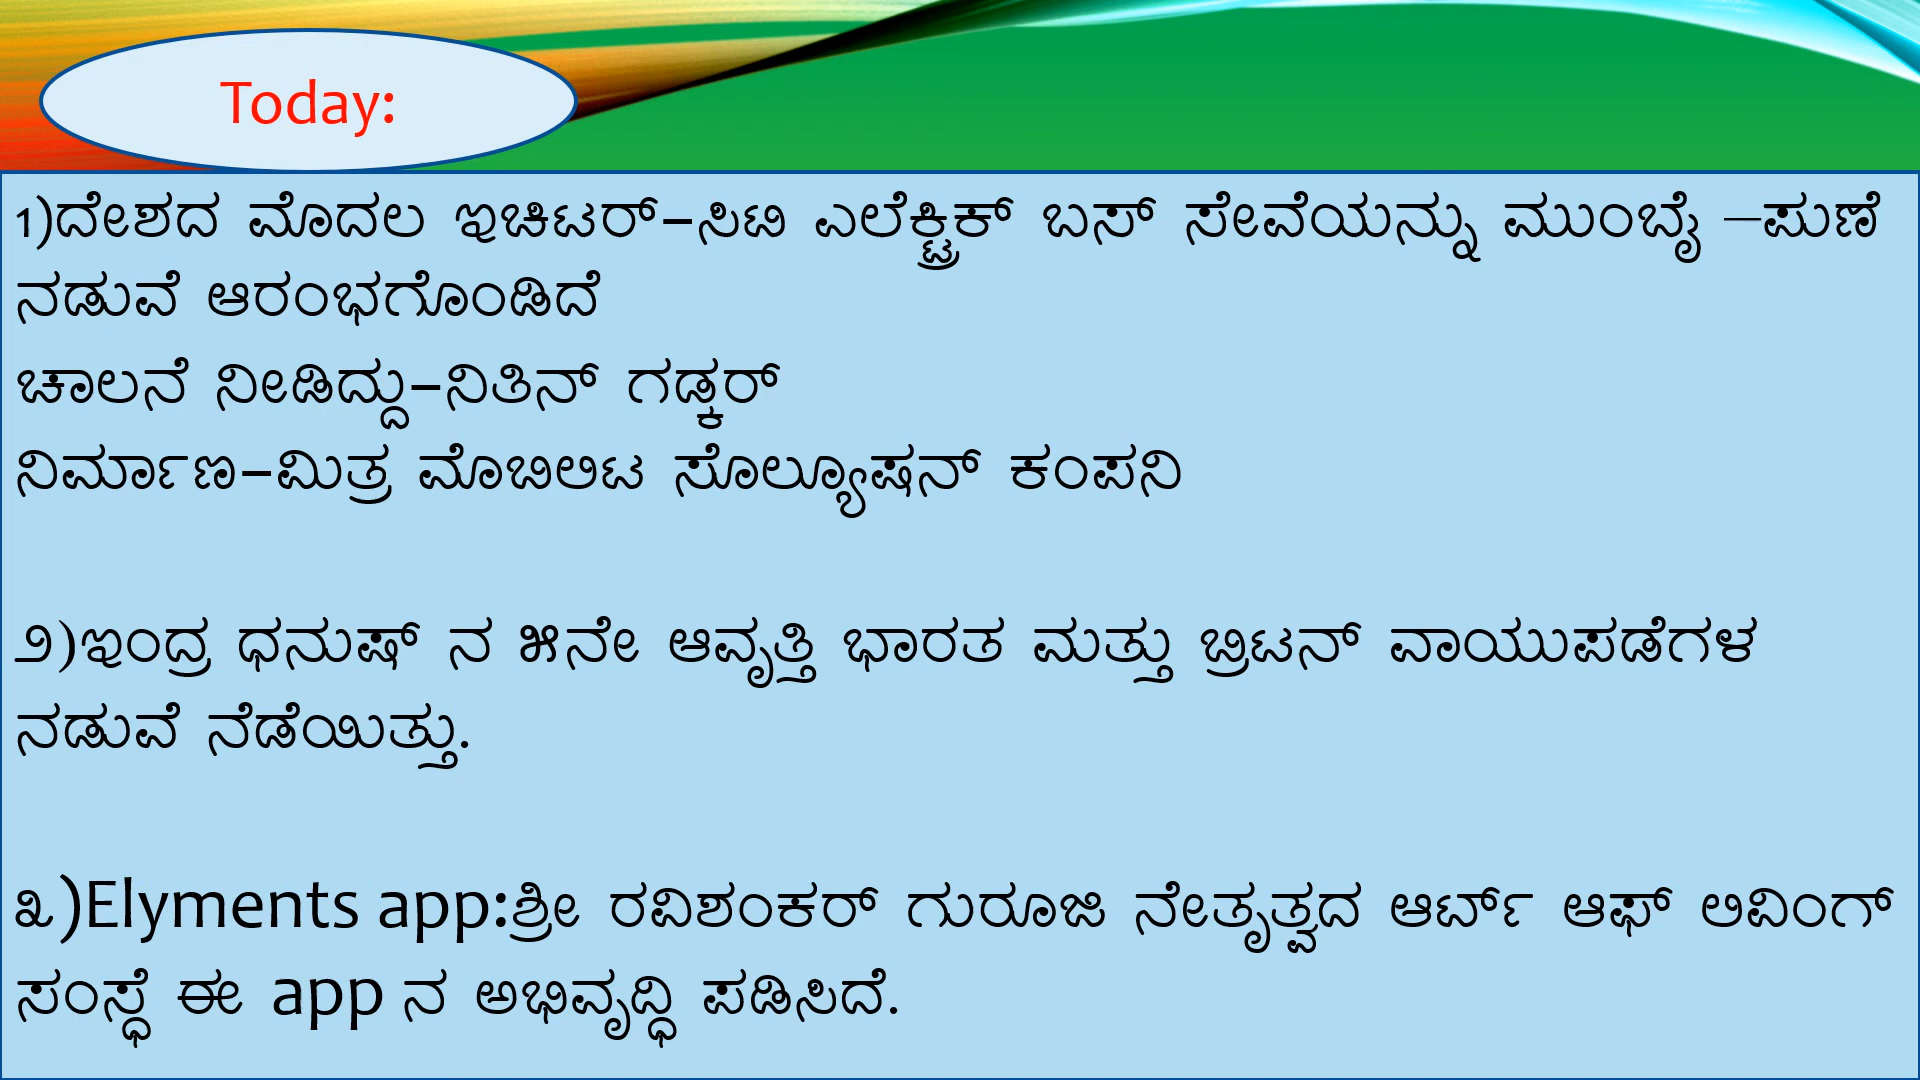 Today:
1)ದೇಶದ ಮೊದಲ ಇಚಿಟರ್–ಸಿಟಿ ಎಲೆಕ್ಟ್ರಿಕ್ ಬಸ್ ಸೇವೆಯನ್ನು ಮುಂಬೈ –ಪುಣೆ
ನಡುವೆ ಆರಂಭಗೊಂಡಿದೆ
ಚಾಲನೆ ನೀಡಿದ್ದು–ನಿತಿನ್ ಗಡ್ಕರ್
ನಿರ್ಮಾಣ–ಮಿತ್ರ ಮೊಬಿಲಿಟ ಸೊಲ್ಯೂಷನ್ ಕಂಪನಿ
೨)ಇಂದ್ರ ಧನುಷ್ ನ ೫ನೇ ಆವೃತ್ತಿ ಭಾರತ ಮತ್ತು ಬ್ರಿಟನ್ ವಾಯುಪಡೆಗಳ
ನಡುವೆ ನೆಡೆಯಿತ್ತು.
೩)Elyments app:ಶ್ರೀ ರವಿಶಂಕರ್ ಗುರೂಜಿ ನೇತೃತ್ವದ ಆರ್ಟ್ ಆಫ್ ಲಿವಿಂಗ್
ಸಂಸ್ಥೆ ಈ app ನ ಅಭಿವೃದ್ಧಿ ಪಡಿಸಿದೆ.